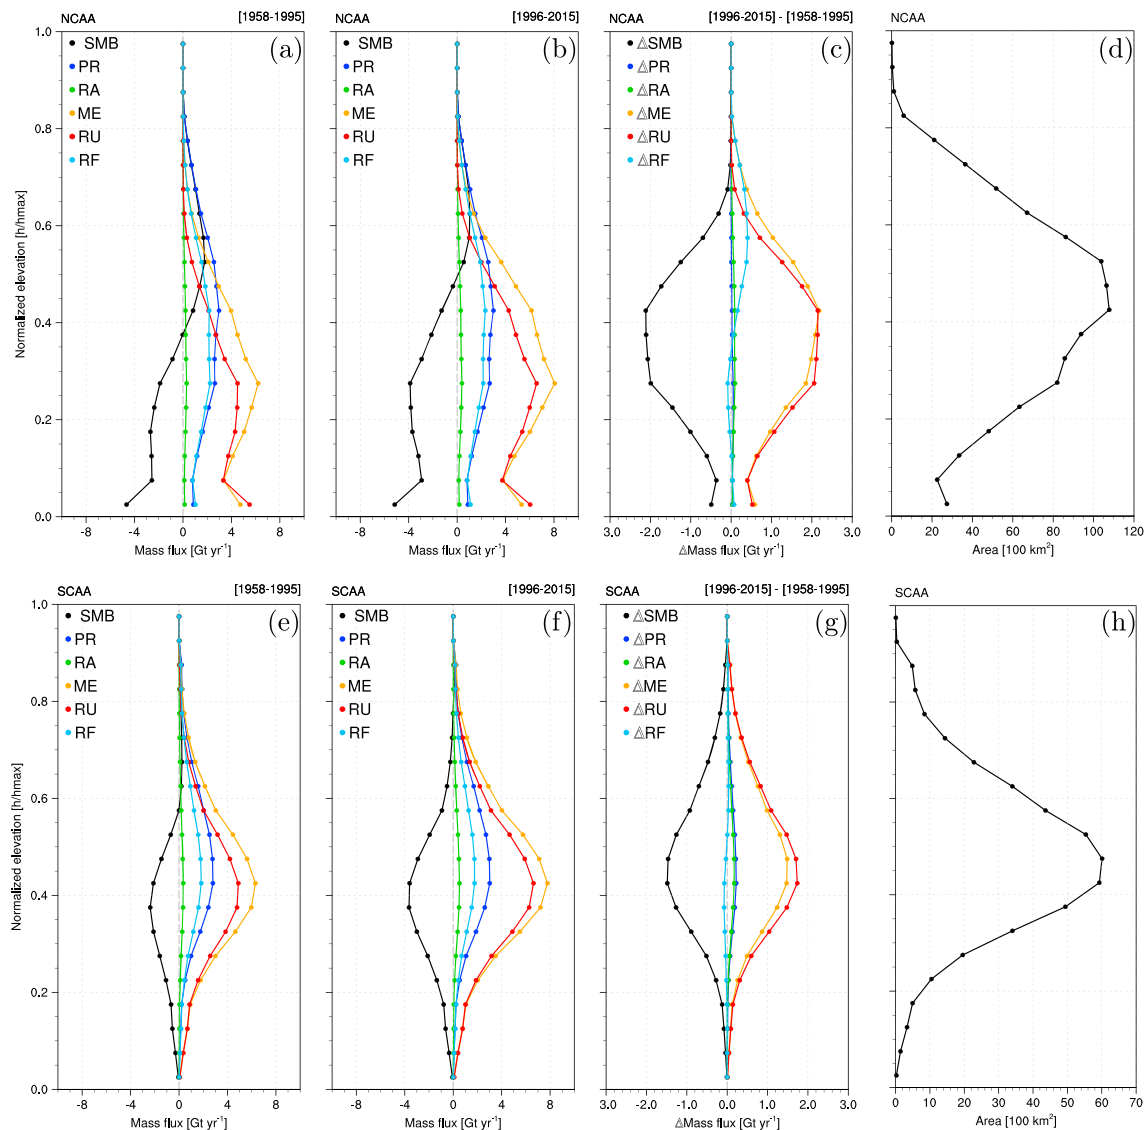 NCAA [1958-1995]
(a)
SMB
PR
RA
ME
RU
RF
1.0
0.8
0.6
0.4
0.2
0.0
Normalized elevation [h/hmax]
-8 -4 0 4 8
Mass flux [Gt yr-1]
NCAA [1996-2015]
(b)
SMB
PR
RA
ME
RU
RF
-8 -4 0 4 8
Mass flux [Gt yr-1]
NCAA [1996-2015] - [1958-1995]
(c)
ΔSMB
ΔPR
ΔRA
ΔME
ΔRU
ΔRF
3.0 -2.0 -1.0 0.0 1.0 2.0 3.0
ΔMass flux [Gt yr-1]
NCAA
(d)
0 20 40 60 80 100 120
Area [100 km2]
SCAA [1958-1995]
(e)
SMB
PR
RA
ME
RU
RF
1.0
0.8
0.6
0.4
0.2
0.0
Normalized elevation [h/hmax]
-8 -4 0 4 8
Mass flux [Gt yr-1]
SCAA [1996-2015]
(f)
SMB
PR
RA
ME
RU
RF
-8 -4 0 4 8
Mass flux [Gt yr-1]
SCAA [1996-2015] - [1958-1995]
(g)
ΔSMB
ΔPR
ΔRA
ΔME
ΔRU
ΔRF
3.0 -2.0 -1.0 0.0 1.0 2.0 3.0
ΔMass flux [Gt yr-1]
SCAA
(h)
0 10 20 30 40 50 60 70
Area [100 km2]